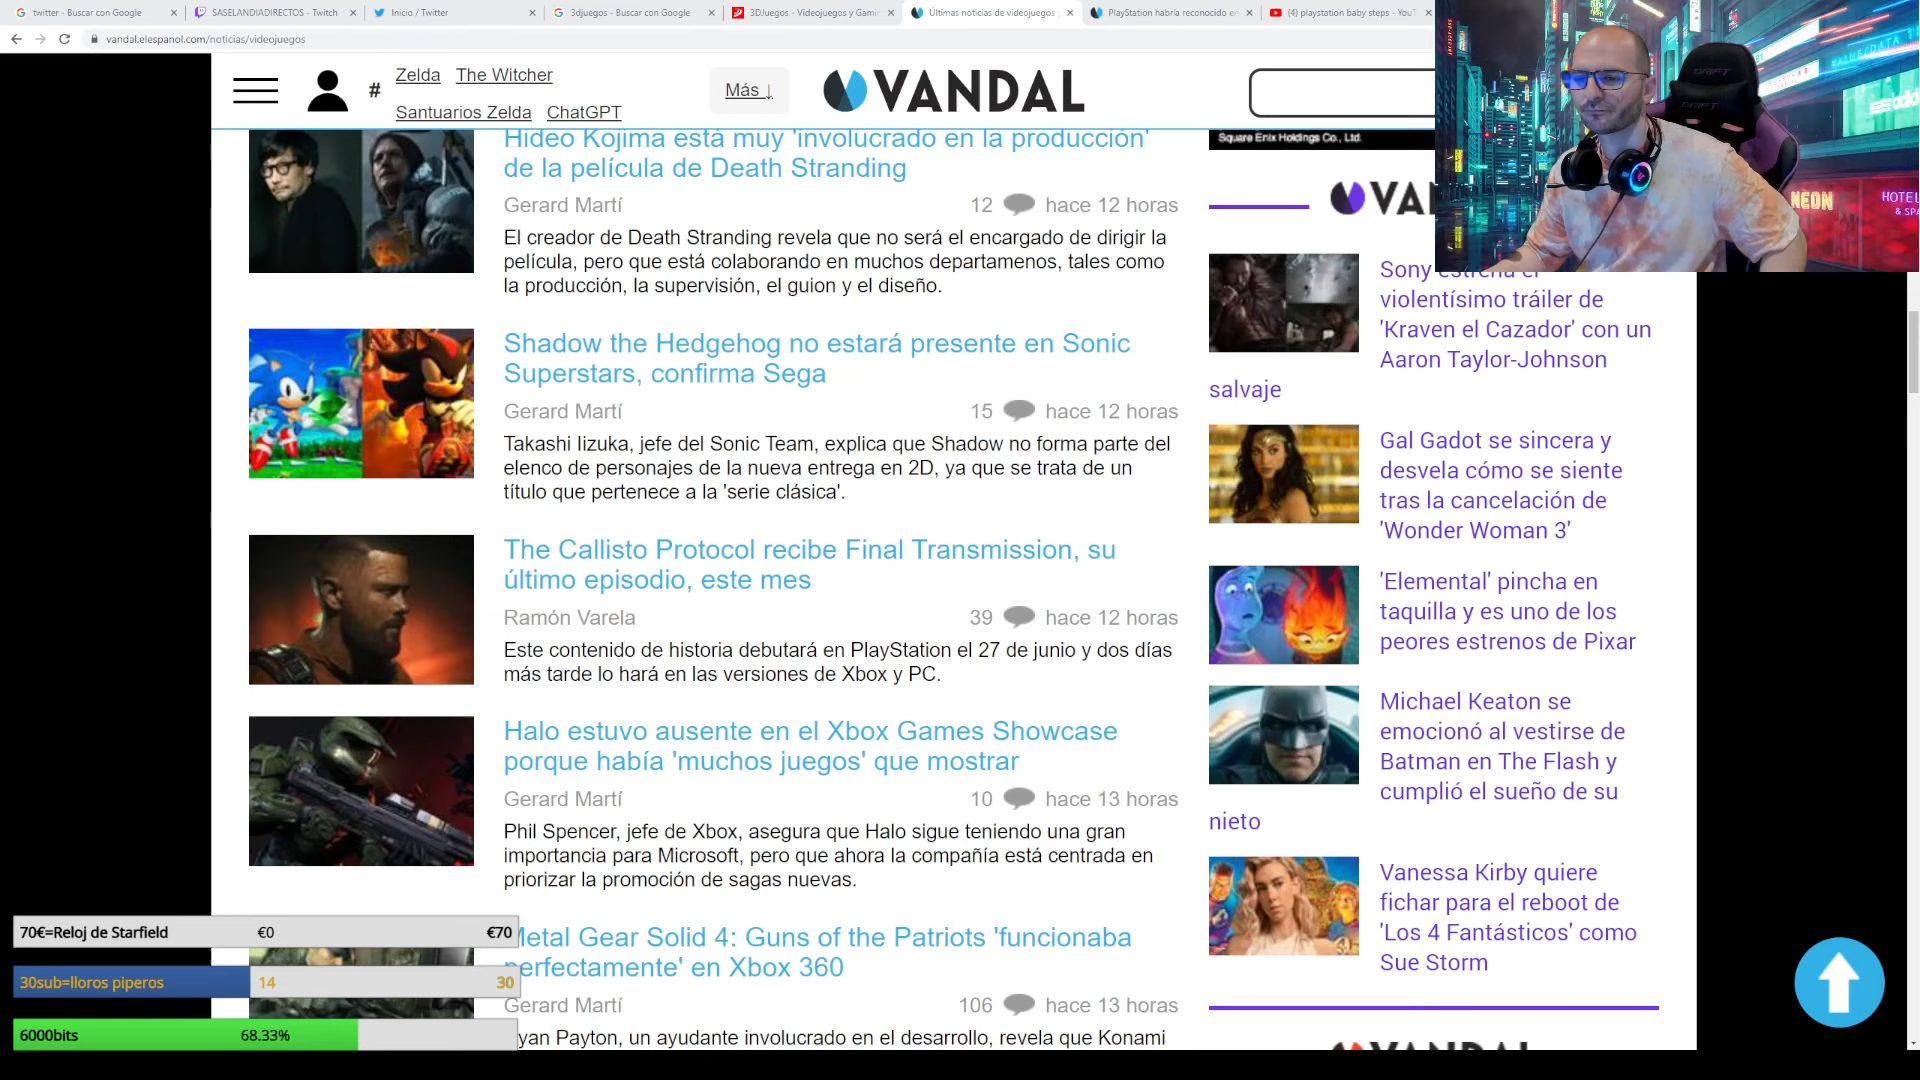 twitter - Buscar con Google
SASELANDIADIRECTOS - Twitch
Inicio / Twitter
3djuegos - Buscar con Google
3DJuegos - Videojuegos y Gamin
Últimas noticias de videojuegos
PlayStation habría reconocido e
(4) playstation baby steps - YouT
vandal.elespanol.com/noticias/videojuegos
#
Zelda The Witcher
Santuarios Zelda ChatGPT
Más ↓
VANDAL
Hideo Kojima está muy 'involucrado en la producción'
de la película de Death Stranding
Gerard Martí
12
hace 12 horas
El creador de Death Stranding revela que no será el encargado de dirigir la
película, pero que está colaborando en muchos departamenos, tales como
la producción, la supervisión, el guion y el diseño.
Shadow the Hedgehog no estará presente en Sonic
Superstars, confirma Sega
Gerard Martí
15
hace 12 horas
Takashi Iizuka, jefe del Sonic Team, explica que Shadow no forma parte del
elenco de personajes de la nueva entrega en 2D, ya que se trata de un
título que pertenece a la 'serie clásica'.
The Callisto Protocol recibe Final Transmission, su
último episodio, este mes
Ramón Varela
39
hace 12 horas
Este contenido de historia debutará en PlayStation el 27 de junio y dos días
más tarde lo hará en las versiones de Xbox y PC.
Halo estuvo ausente en el Xbox Games Showcase
porque había 'muchos juegos' que mostrar
Gerard Martí
10
hace 13 horas
Phil Spencer, jefe de Xbox, asegura que Halo sigue teniendo una gran
importancia para Microsoft, pero que ahora la compañía está centrada en
priorizar la promoción de sagas nuevas.
Metal Gear Solid 4: Guns of the Patriots 'funcionaba
perfectamente' en Xbox 360
Gerard Martí
106
hace 13 horas
yan Payton, un ayudante involucrado en el desarrollo, revela que Konami
Square Enix Holdings Co., Ltd.
VAN
Sony estrena el
violentísimo tráiler de
'Kraven el Cazador' con un
Aaron Taylor-Johnson
salvaje
Gal Gadot se sincera y
desvela cómo se siente
tras la cancelación de
'Wonder Woman 3'
'Elemental' pincha en
taquilla y es uno de los
peores estrenos de Pixar
Michael Keaton se
emocionó al vestirse de
Batman en The Flash y
cumplió el sueño de su
nieto
Vanessa Kirby quiere
fichar para el reboot de
'Los 4 Fantásticos' como
Sue Storm
VANDAL
DRIFT
DRIFT
NEON
HOTEL
& SPA
70€=Reloj de Starfield €0 €70
30sub=lloros piperos 14 30
6000bits 68.33%